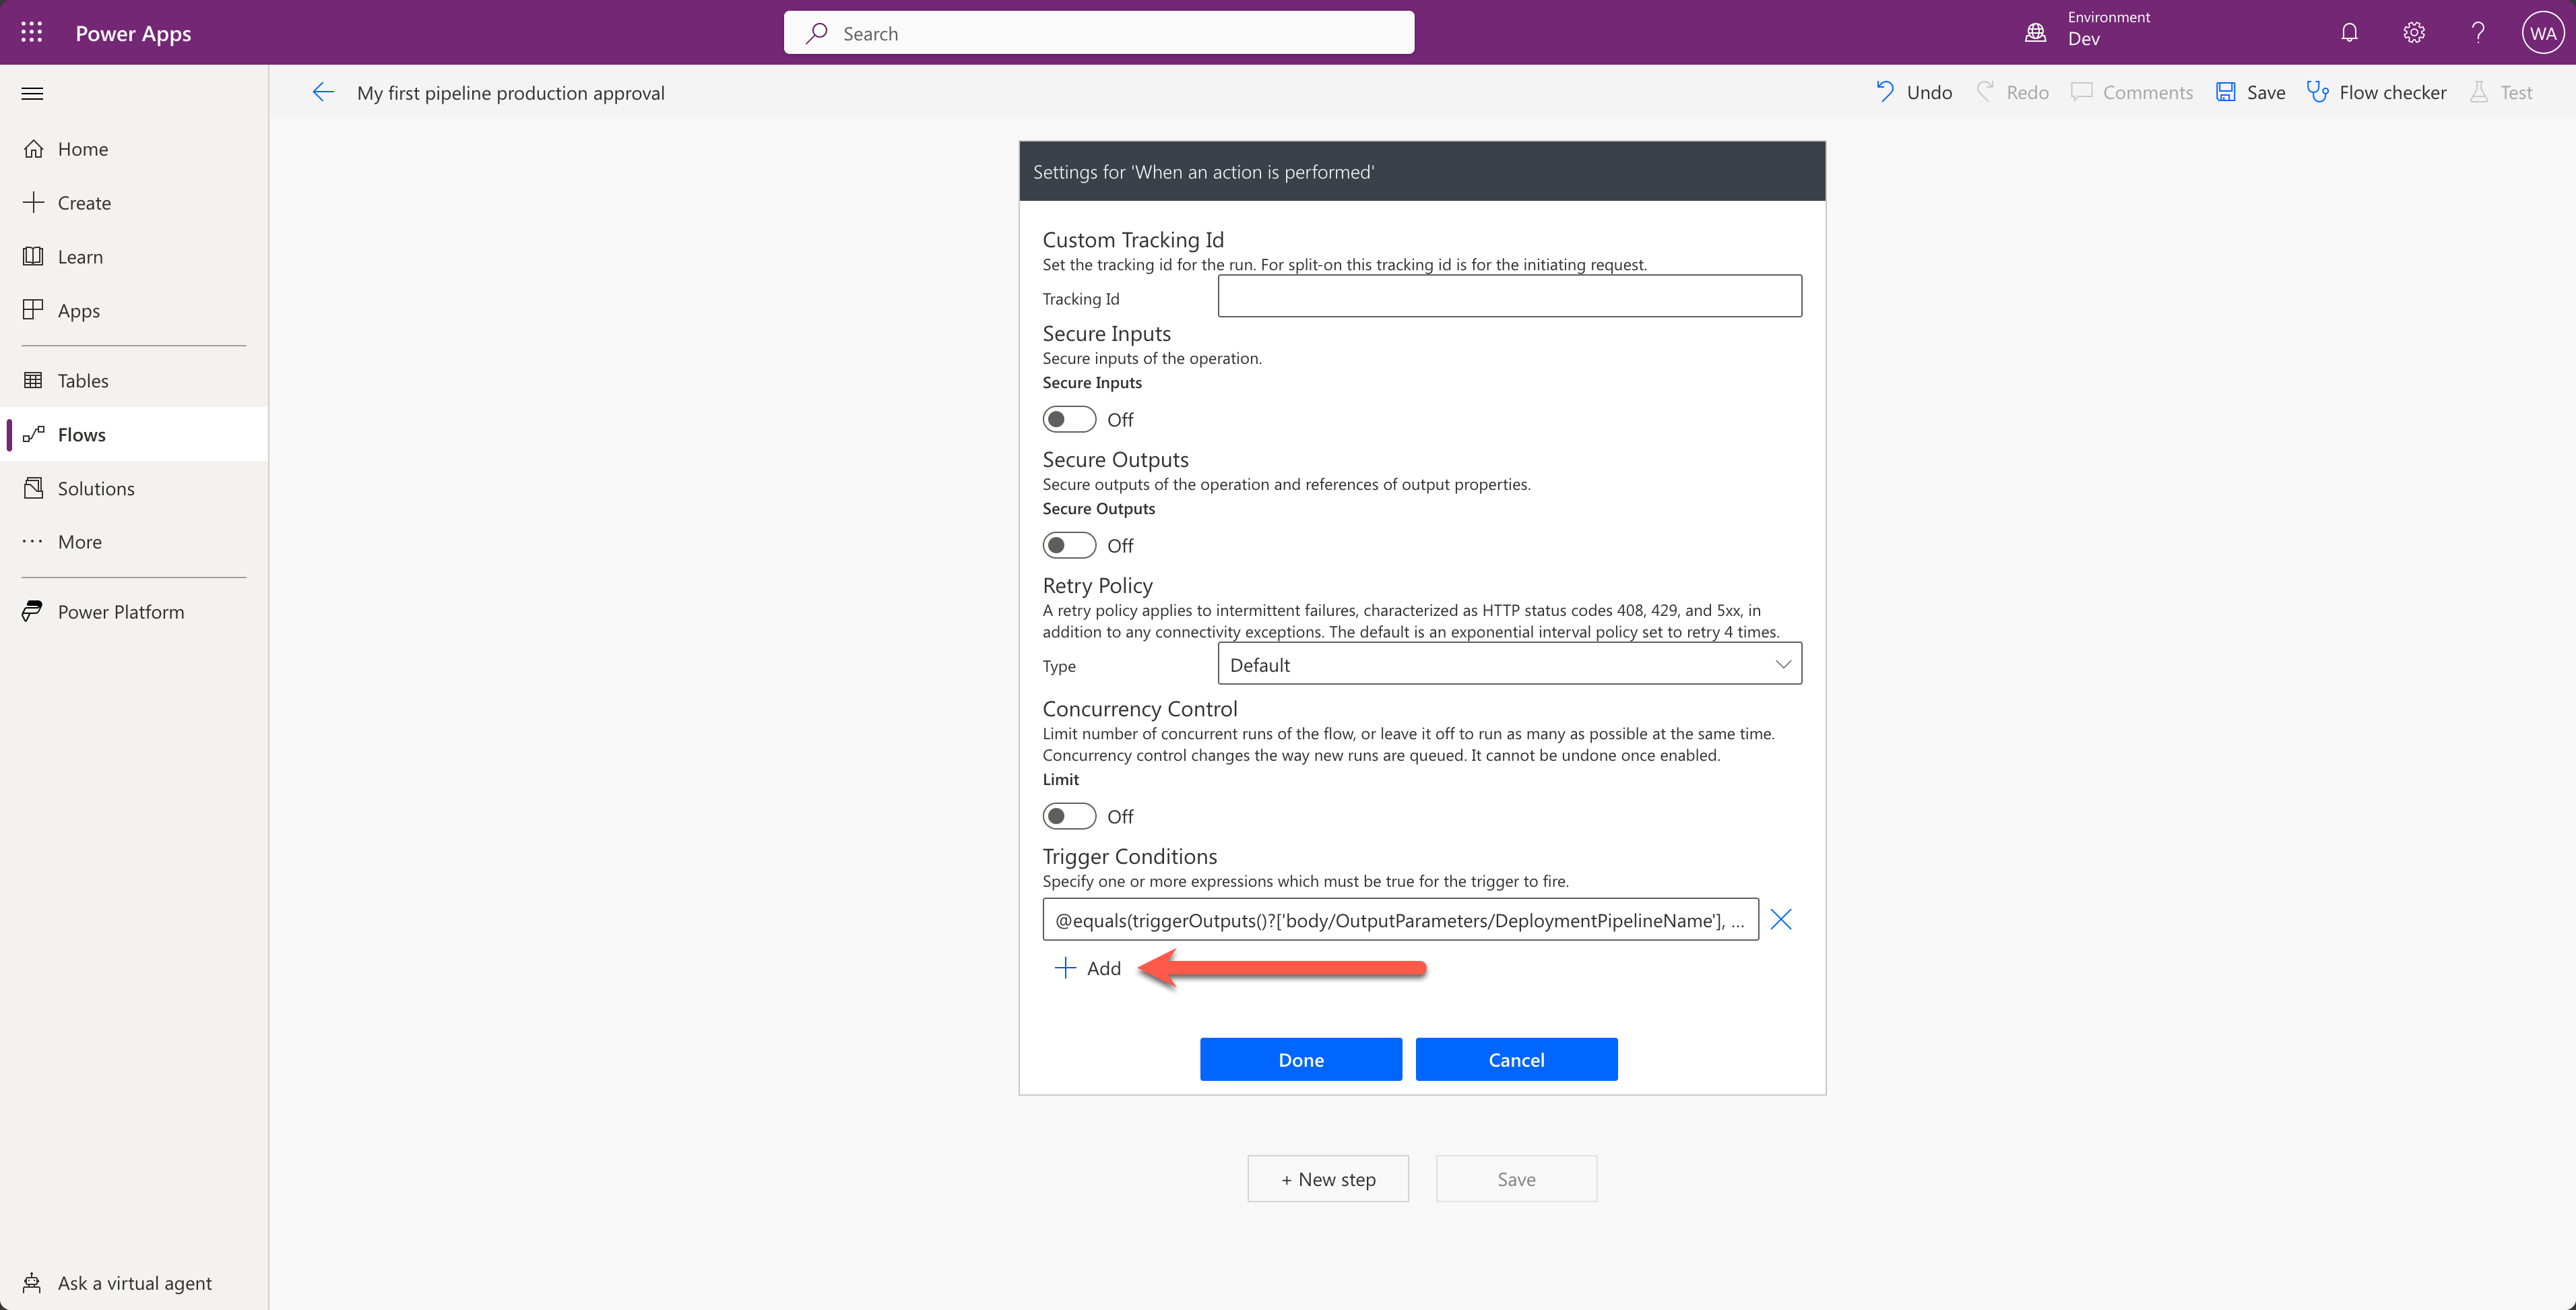 Power Apps
Search
Environment
Dev
WA
My first pipeline production approval
Undo
Redo
Comments
Save
Flow checker
Test
Home
Create
Learn
Apps
Tables
Flows
Solutions
More
Power Platform
Ask a virtual agent
Settings for 'When an action is performed'
Custom Tracking Id
Set the tracking id for the run. For split-on this tracking id is for the initiating request.
Tracking Id
Secure Inputs
Secure inputs of the operation.
Secure Inputs
Off
Secure Outputs
Secure outputs of the operation and references of output properties.
Secure Outputs
Off
Retry Policy
A retry policy applies to intermittent failures, characterized as HTTP status codes 408, 429, and 5xx, in
addition to any connectivity exceptions. The default is an exponential interval policy set to retry 4 times.
Type
Default
Concurrency Control
Limit number of concurrent runs of the flow, or leave it off to run as many as possible at the same time.
Concurrency control changes the way new runs are queued. It cannot be undone once enabled.
Limit
Off
Trigger Conditions
Specify one or more expressions which must be true for the trigger to fire.
@equals(triggerOutputs()?['body/OutputParameters/DeploymentPipelineName'], ...
Add
Done
Cancel
+ New step
Save